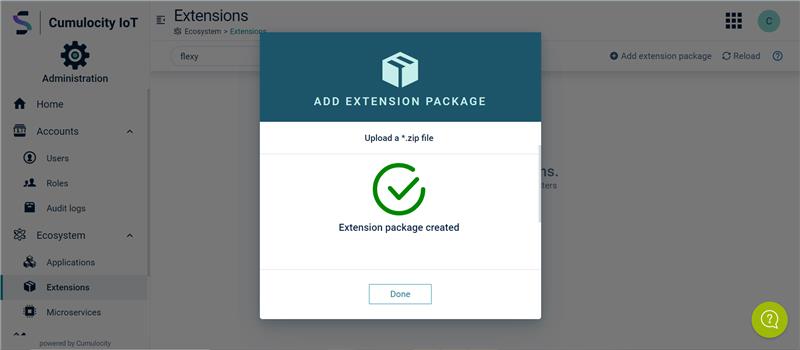 Cumulocity IoT
Extensions
Ecosystem > Extensions
C
Administration
flexy
Add extension package
Reload
Home
Accounts
Users
Roles
Audit logs
Ecosystem
Applications
Extensions
Microservices
powered by Cumulocity
ADD EXTENSION PACKAGE
Upload a *.zip file
Extension package created
Done
ns.
ters